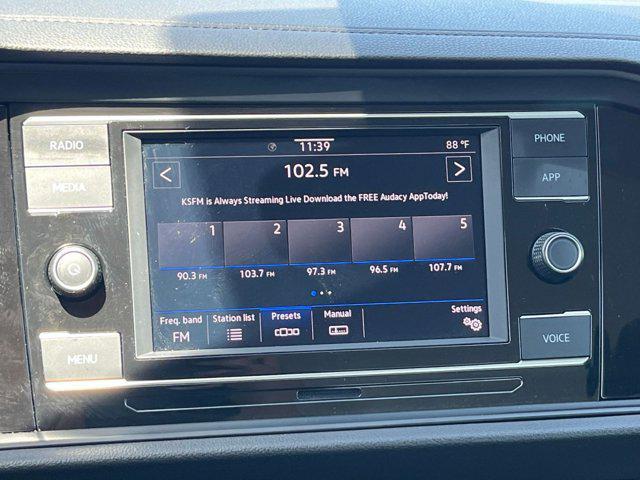 RADIO
MEDIA
MENU
11:39
88 °F
102.5 FM
KSFM is Always Streaming Live Download the FREE Audacy AppToday!
1 2 3 4 5
90.3 FM 103.7 FM 97.3 FM 96.5 FM 107.7 FM
Freq. band Station list Presets Manual Settings
FM
PHONE
APP
VOICE